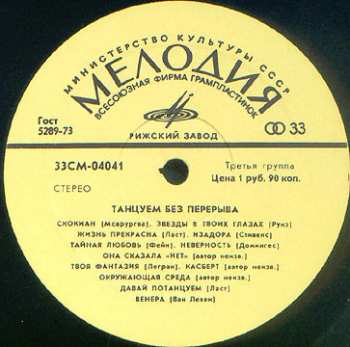 МИНИСТЕРСТВО КУЛЬТУРЫ СССР
МЕЛОДИЯ
ВСЕСОЮЗНАЯ ФИРМА ГРАМПЛАСТИНОК
РИЖСКИЙ ЗАВОД
Гост
5289-73
33
33СМ-04041
СТЕРЕО
Третья группа
Цена 1 руб. 90 коп.
ТАНЦУЕМ БЕЗ ПЕРЕРЫВА
СКОКИАН (Мсарургва). ЗВЕЗДЫ В ТВОИХ ГЛАЗАХ (Руиз)
ЖИЗНЬ ПРЕКРАСНА (Ласт). ИЗАДОРА (Стивенс)
ТАЙНАЯ ЛЮБОВЬ (Фейн). НЕВЕРНОСТЬ (Домингес)
ОНА СКАЗАЛА «НЕТ» (автор неизв.)
ТВОЯ ФАНТАЗИЯ (Легран). КАСБЕРТ (автор неизв.)
ОКРУЖАЮЩАЯ СРЕДА (автор неизв.)
ДАВАЙ ПОТАНЦУЕМ (Ласт)
ВЕНЕРА (Ван Левен)